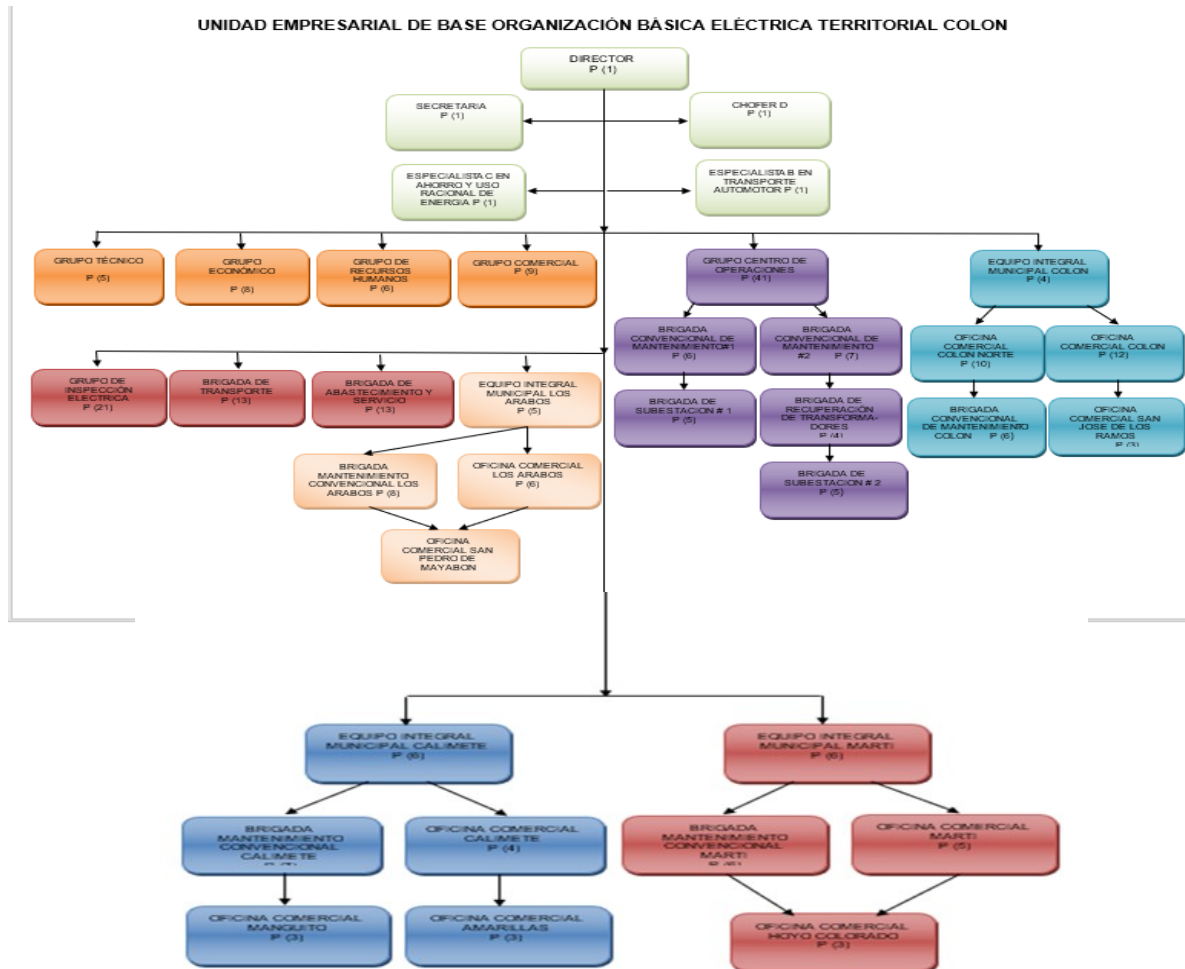 UNIDAD EMPRESARIAL DE BASE ORGANIZACIÓN BÁSICA ELÉCTRICA TERRITORIAL COLON
DIRECTOR
P (1)
SECRETARIA
P (1)
CHOFER D
P (1)
ESPECIALISTA C EN
AHORRO Y USO
RACIONAL DE
ENERGIA P (1)
ESPECIALISTA B EN
TRANSPORTE
AUTOMOTOR P (1)
GRUPO TÉCNICO
P (5)
GRUPO
ECONÓMICO
P (8)
GRUPO DE
RECURSOS
HUMANOS
P (6)
GRUPO COMERCIAL
P (9)
GRUPO CENTRO DE
OPERACIONES
P (41)
EQUIPO INTEGRAL
MUNICIPAL COLON
P (4)
BRIGADA
CONVENCIONAL DE
MANTENIMIENTO#1
P (6)
BRIGADA
CONVENCIONAL DE
MANTENIMIENTO
#2 P (7)
OFICINA
COMERCIAL
COLON NORTE
P (10)
OFICINA
COMERCIAL COLON
P (12)
GRUPO DE
INSPECCIÓN
ELECTRICA
P (21)
BRIGADA DE
TRANSPORTE
P (13)
BRIGADA DE
ABASTECIMIENTO Y
SERVICIO
P (13)
EQUIPO INTEGRAL
MUNICIPAL LOS
ARABOS
P (5)
BRIGADA DE
SUBESTACION # 1
P (5)
BRIGADA DE
RECUPERACIÓN
DE TRANSFORMA-
DORES
P (4)
BRIGADA
CONVENCIONAL
DE MANTENIMIENTO
COLON P (6)
OFICINA
COMERCIAL SAN
JOSE DE LOS
RAMOS
P (3)
BRIGADA
MANTENIMIENTO
CONVENCIONAL LOS
ARABOS P (8)
OFICINA COMERCIAL
LOS ARABOS
P (6)
BRIGADA DE
SUBESTACION # 2
P (5)
OFICINA
COMERCIAL SAN
PEDRO DE
MAYABON
EQUIPO INTEGRAL
MUNICIPAL CALIMETE
P (6)
EQUIPO INTEGRAL
MUNICIPAL MARTI
P (6)
BRIGADA
MANTENIMIENTO
CONVENCIONAL
CALIMETE
OFICINA COMERCIAL
CALIMETE
P (4)
BRIGADA
MANTENIMIENTO
CONVENCIONAL
MARTI
OFICINA COMERCIAL
MARTI
P (5)
OFICINA COMERCIAL
MANGUITO
P (3)
OFICINA COMERCIAL
AMARILLAS
P (3)
OFICINA COMERCIAL
HOYO COLORADO
P (3)